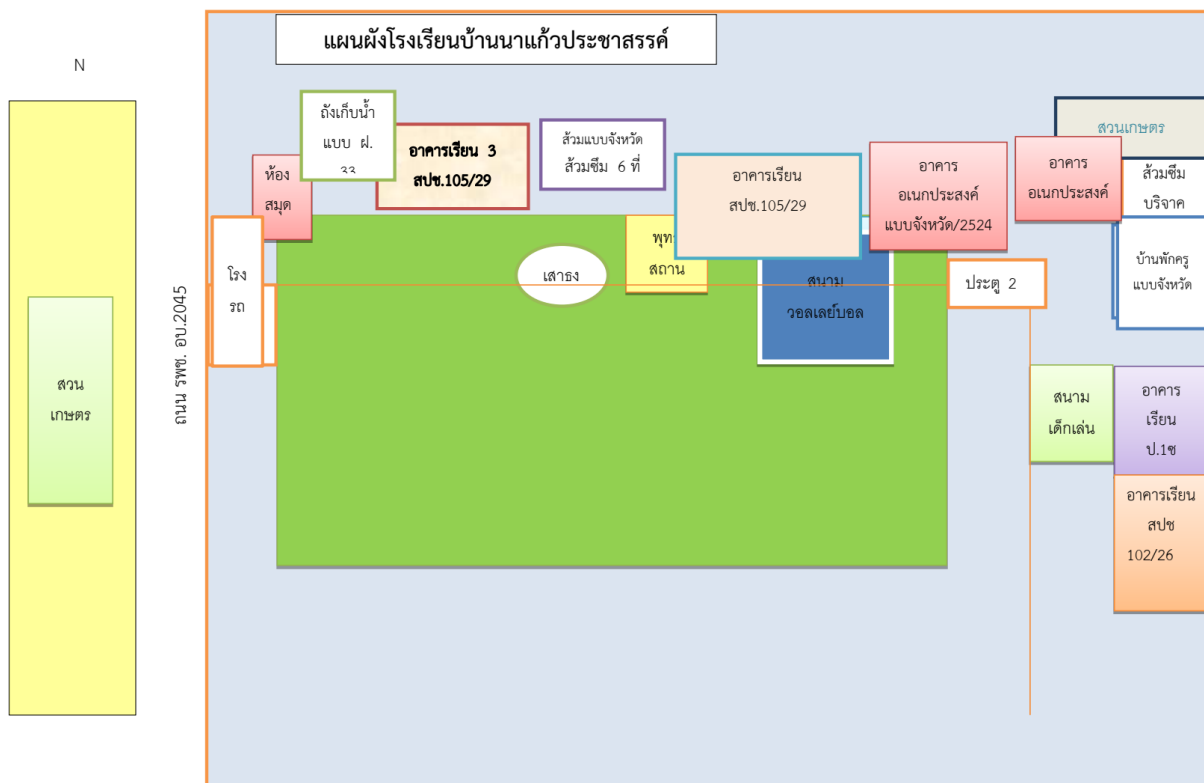 แผนผังโรงเรียนบ้านนาแก้วประชาสรรค์
N
ถังเก็บน้ำ
แบบ ฝ.
อาคารเรียน 3
สปช.105/29
ส้วมแบบจังหวัด
ส้วมซึม 6 ที่
ห้อง
สมุด
อาคารเรียน
สปช.105/29
อาคาร
อเนกประสงค์
แบบจังหวัด/2524
อาคาร
อเนกประสงค์
สวนเกษตร
ส้วมซึม
บริจาค
บ้านพักครู
แบบจังหวัด
โรง
รถ
เสาธง
พุทธ
สถาน
สนาม
วอลเลย์บอล
ประตู 2
ถนน รพช. อบ.2045
สวน
เกษตร
สนาม
เด็กเล่น
อาคาร
เรียน
ป.1ซ
อาคารเรียน
สปช
102/26